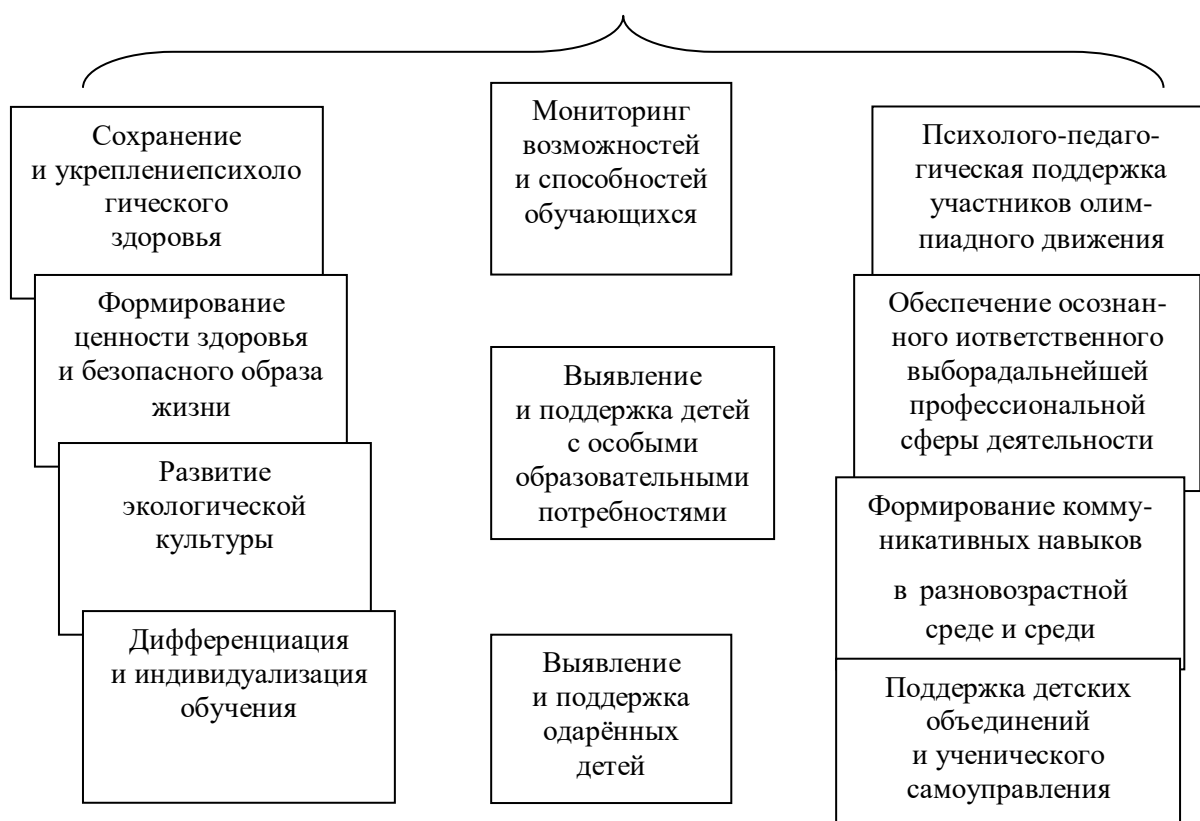 Сохранение
и укреплениепсихоло
гического
здоровья
Формирование
ценности здоровья
и безопасного образа
жизни
Развитие
экологической
культуры
Дифференциация
и индивидуализация
обучения
Мониторинг
возможностей
и способностей
обучающихся
Выявление
и поддержка детей
с особыми
образовательными
потребностями
Выявление
и поддержка
одарённых
детей
Психолого-педаго-
гическая поддержка
участников олим-
пиадного движения
Обеспечение осознан-
ного иответственного
выборадальнейшей
профессиональной
сферы деятельности
Формирование комму-
никативных навыков
в разновозрастной
среде и среди
Поддержка детских
объединений
и ученического
самоуправления